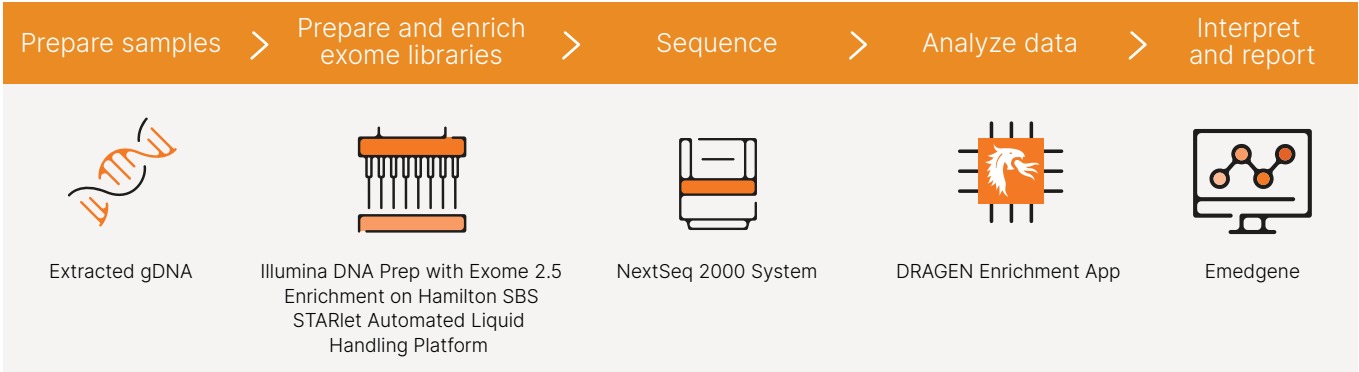 Prepare samples
Prepare and enrich
exome libraries
Sequence
Analyze data
Interpret
and report
Extracted gDNA
Illumina DNA Prep with Exome 2.5
Enrichment on Hamilton SBS
STARlet Automated Liquid
Handling Platform
NextSeq 2000 System
DRAGEN Enrichment App
Emedgene